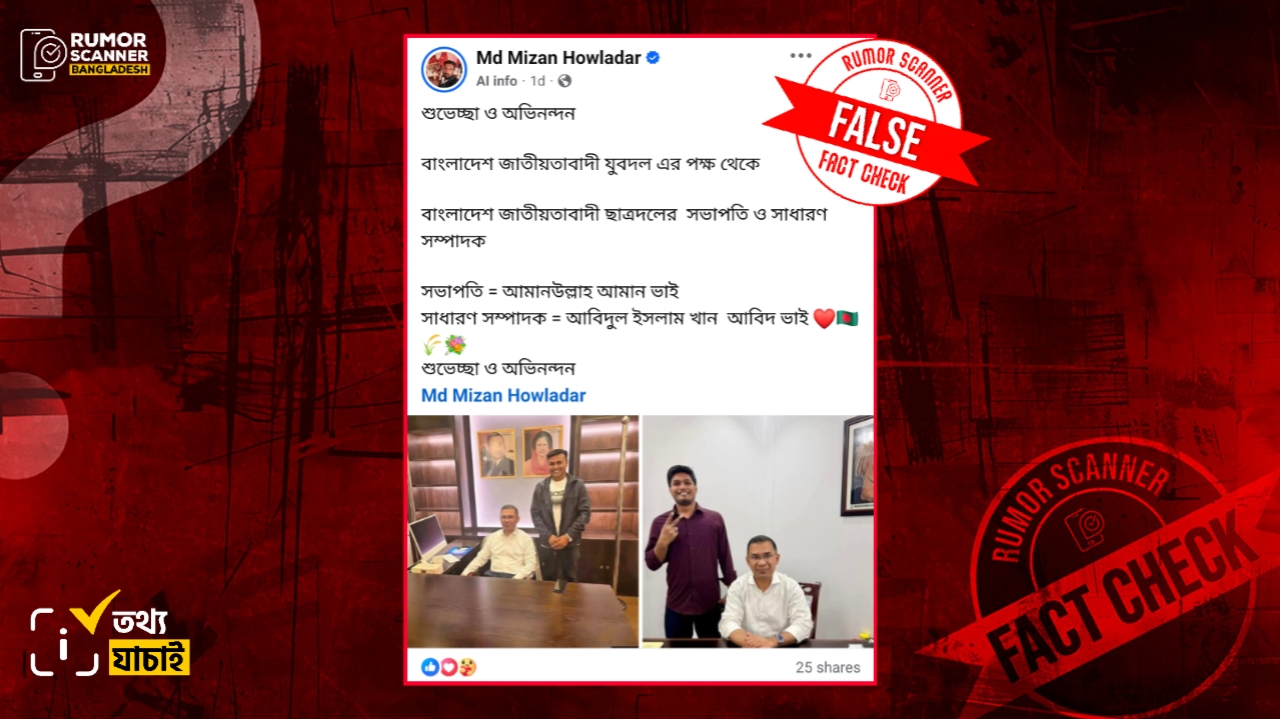 RUMOR
SCANNER
BANGLADESH
Md Mizan Howladar
AI info · 1d ·
শুভেচ্ছা ও অভিনন্দন
বাংলাদেশ জাতীয়তাবাদী যুবদল এর পক্ষ থেকে
বাংলাদেশ জাতীয়তাবাদী ছাত্রদলের সভাপতি ও সাধারণ
সম্পাদক
সভাপতি = আমানউল্লাহ আমান ভাই
সাধারণ সম্পাদক = আবিদুল ইসলাম খান আবিদ ভাই ❤️🇧🇩
🌾💐
শুভেচ্ছা ও অভিনন্দন
Md Mizan Howladar
25 shares
RUMOR SCANNER
FALSE
FACT CHECK
RUMOR SCANNER
FACT CHECK
তথ্য
যাচাই